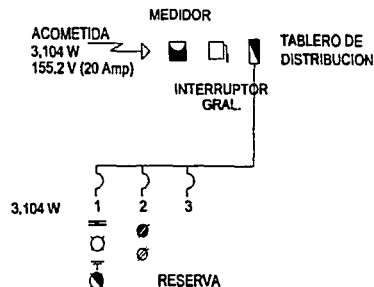 MEDIDOR
ACOMETIDA
3,104 W
155.2 V (20 Amp)
TABLERO DE
DISTRIBUCION
INTERRUPTOR
GRAL.
3,104 W
1 2 3
RESERVA